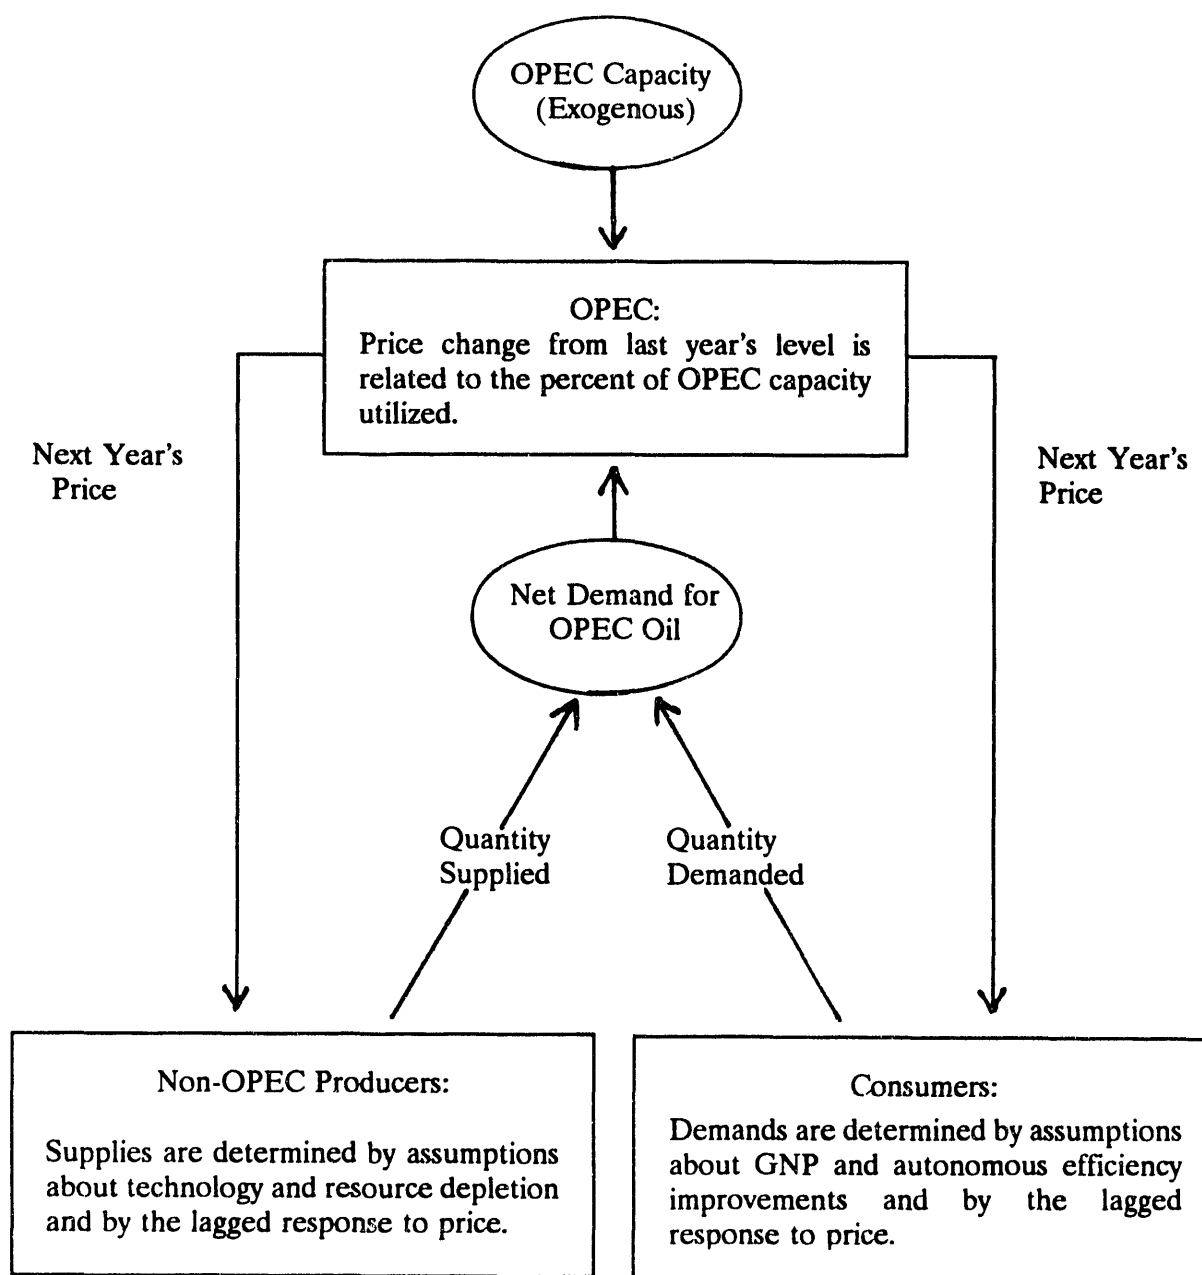 OPEC Capacity
(Exogenous)
OPEC:
Price change from last year's level is
related to the percent of OPEC capacity
utilized.
Next Year's
Price
Next Year's
Price
Net Demand for
OPEC Oil
Quantity
Supplied
Quantity
Demanded
Non-OPEC Producers:
Supplies are determined by assumptions
about technology and resource depletion
and by the lagged response to price.
Consumers:
Demands are determined by assumptions
about GNP and autonomous efficiency
improvements and by the lagged
response to price.